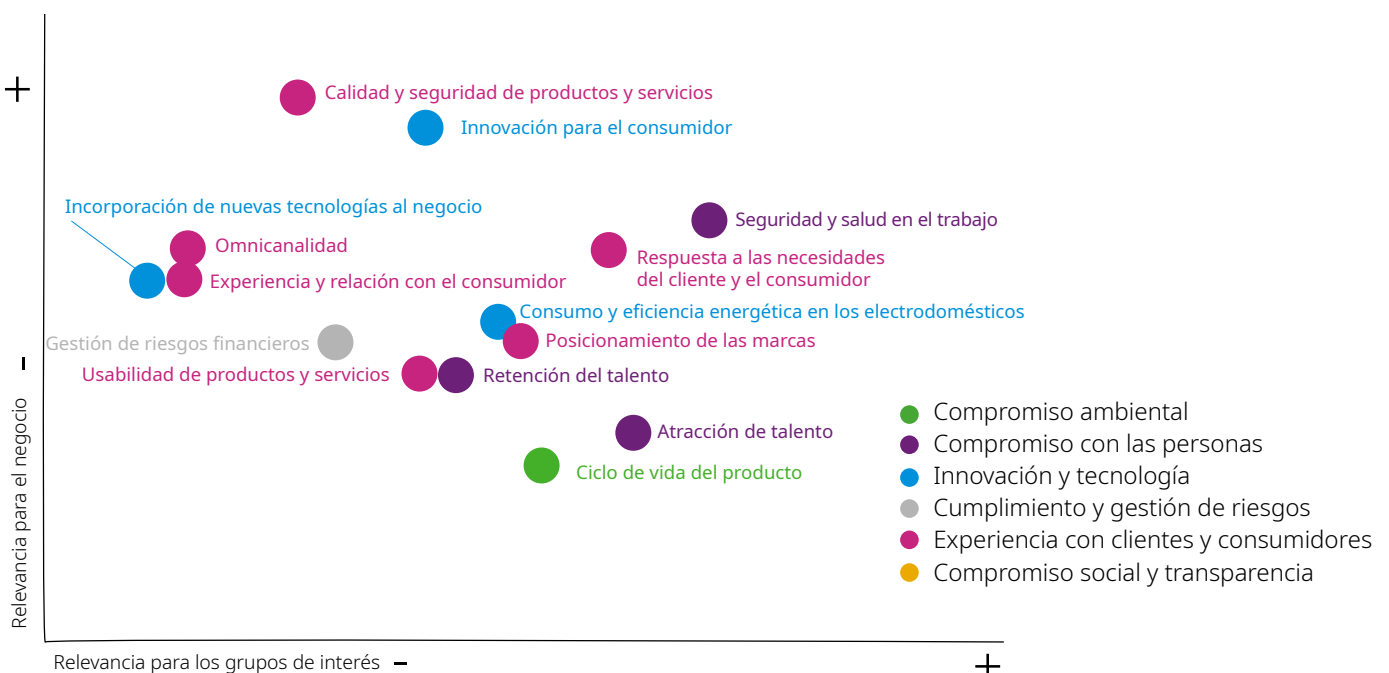 +
Calidad y seguridad de productos y servicios
Innovación para el consumidor
Incorporación de nuevas tecnologías al negocio
Seguridad y salud en el trabajo
Omnicanalidad
Respuesta a las necesidades
del cliente y el consumidor
Experiencia y relación con el consumidor
Consumo y eficiencia energética en los electrodomésticos
Posicionamiento de las marcas
Gestión de riesgos financieros
-
Usabilidad de productos y servicios
Retención del talento
Relevancia para el negocio
Atracción de talento
Ciclo de vida del producto
Compromiso ambiental
Compromiso con las personas
Innovación y tecnología
Cumplimiento y gestión de riesgos
Experiencia con clientes y consumidores
Compromiso social y transparencia
Relevancia para los grupos de interés -
+